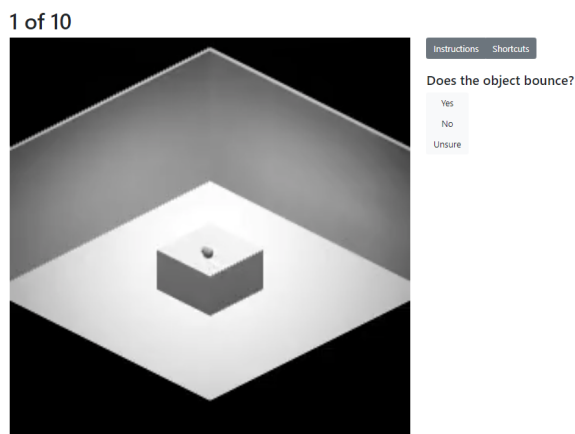 1 of 10
Instructions Shortcuts
Does the object bounce?
Yes
No
Unsure